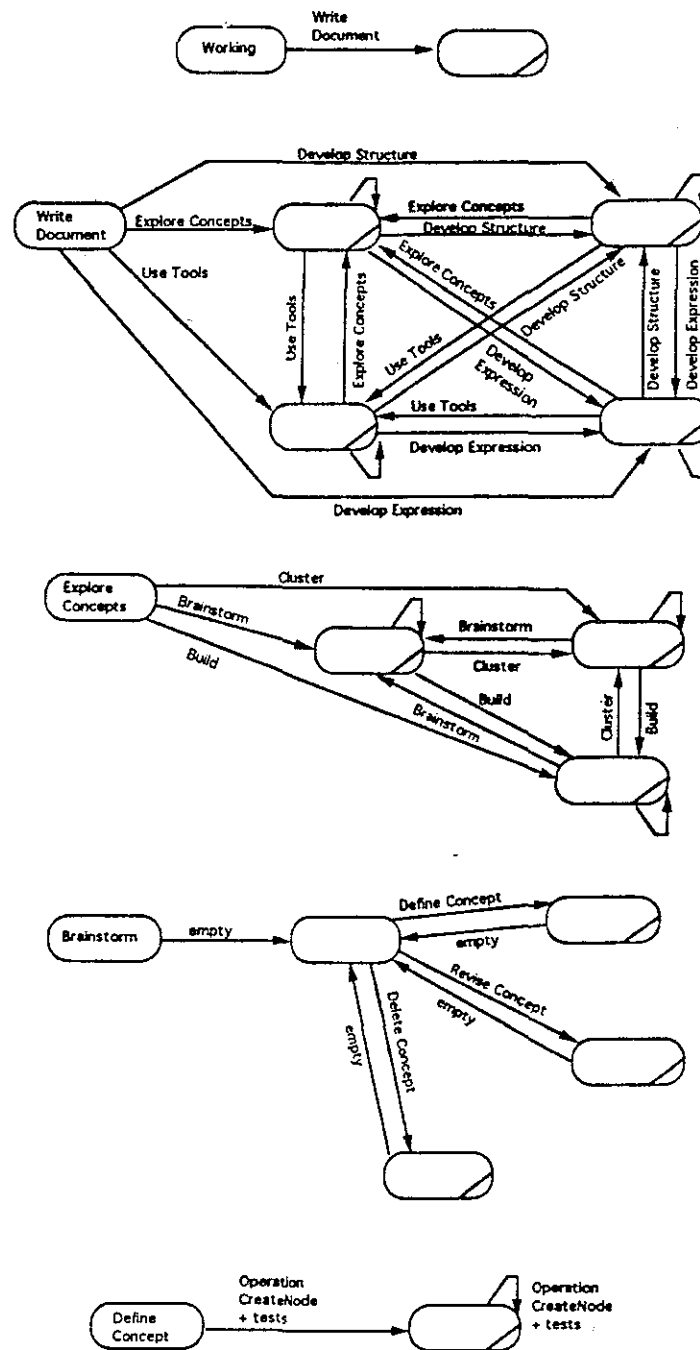 Write
Document
Working
Develop Structure
Write
Document
Explore Concepts
Explore Concepts
Develop Structure
Use Tools
Use Tools
Explore Concepts
Explore Concepts
Develop Structure
Use Tools
Develop
Expression
Develop Structure
Develop Expression
Use Tools
Develop Expression
Develop Expression
Explore
Concepts
Cluster
Brainstorm
Build
Brainstorm
Cluster
Build
Brainstorm
Cluster
Build
Brainstorm
empty
Define Concept
empty
Revise Concept
empty
Delete Concept
empty
Define
Concept
Operation
CreateNode
+ tests
Operation
CreateNode
+ tests